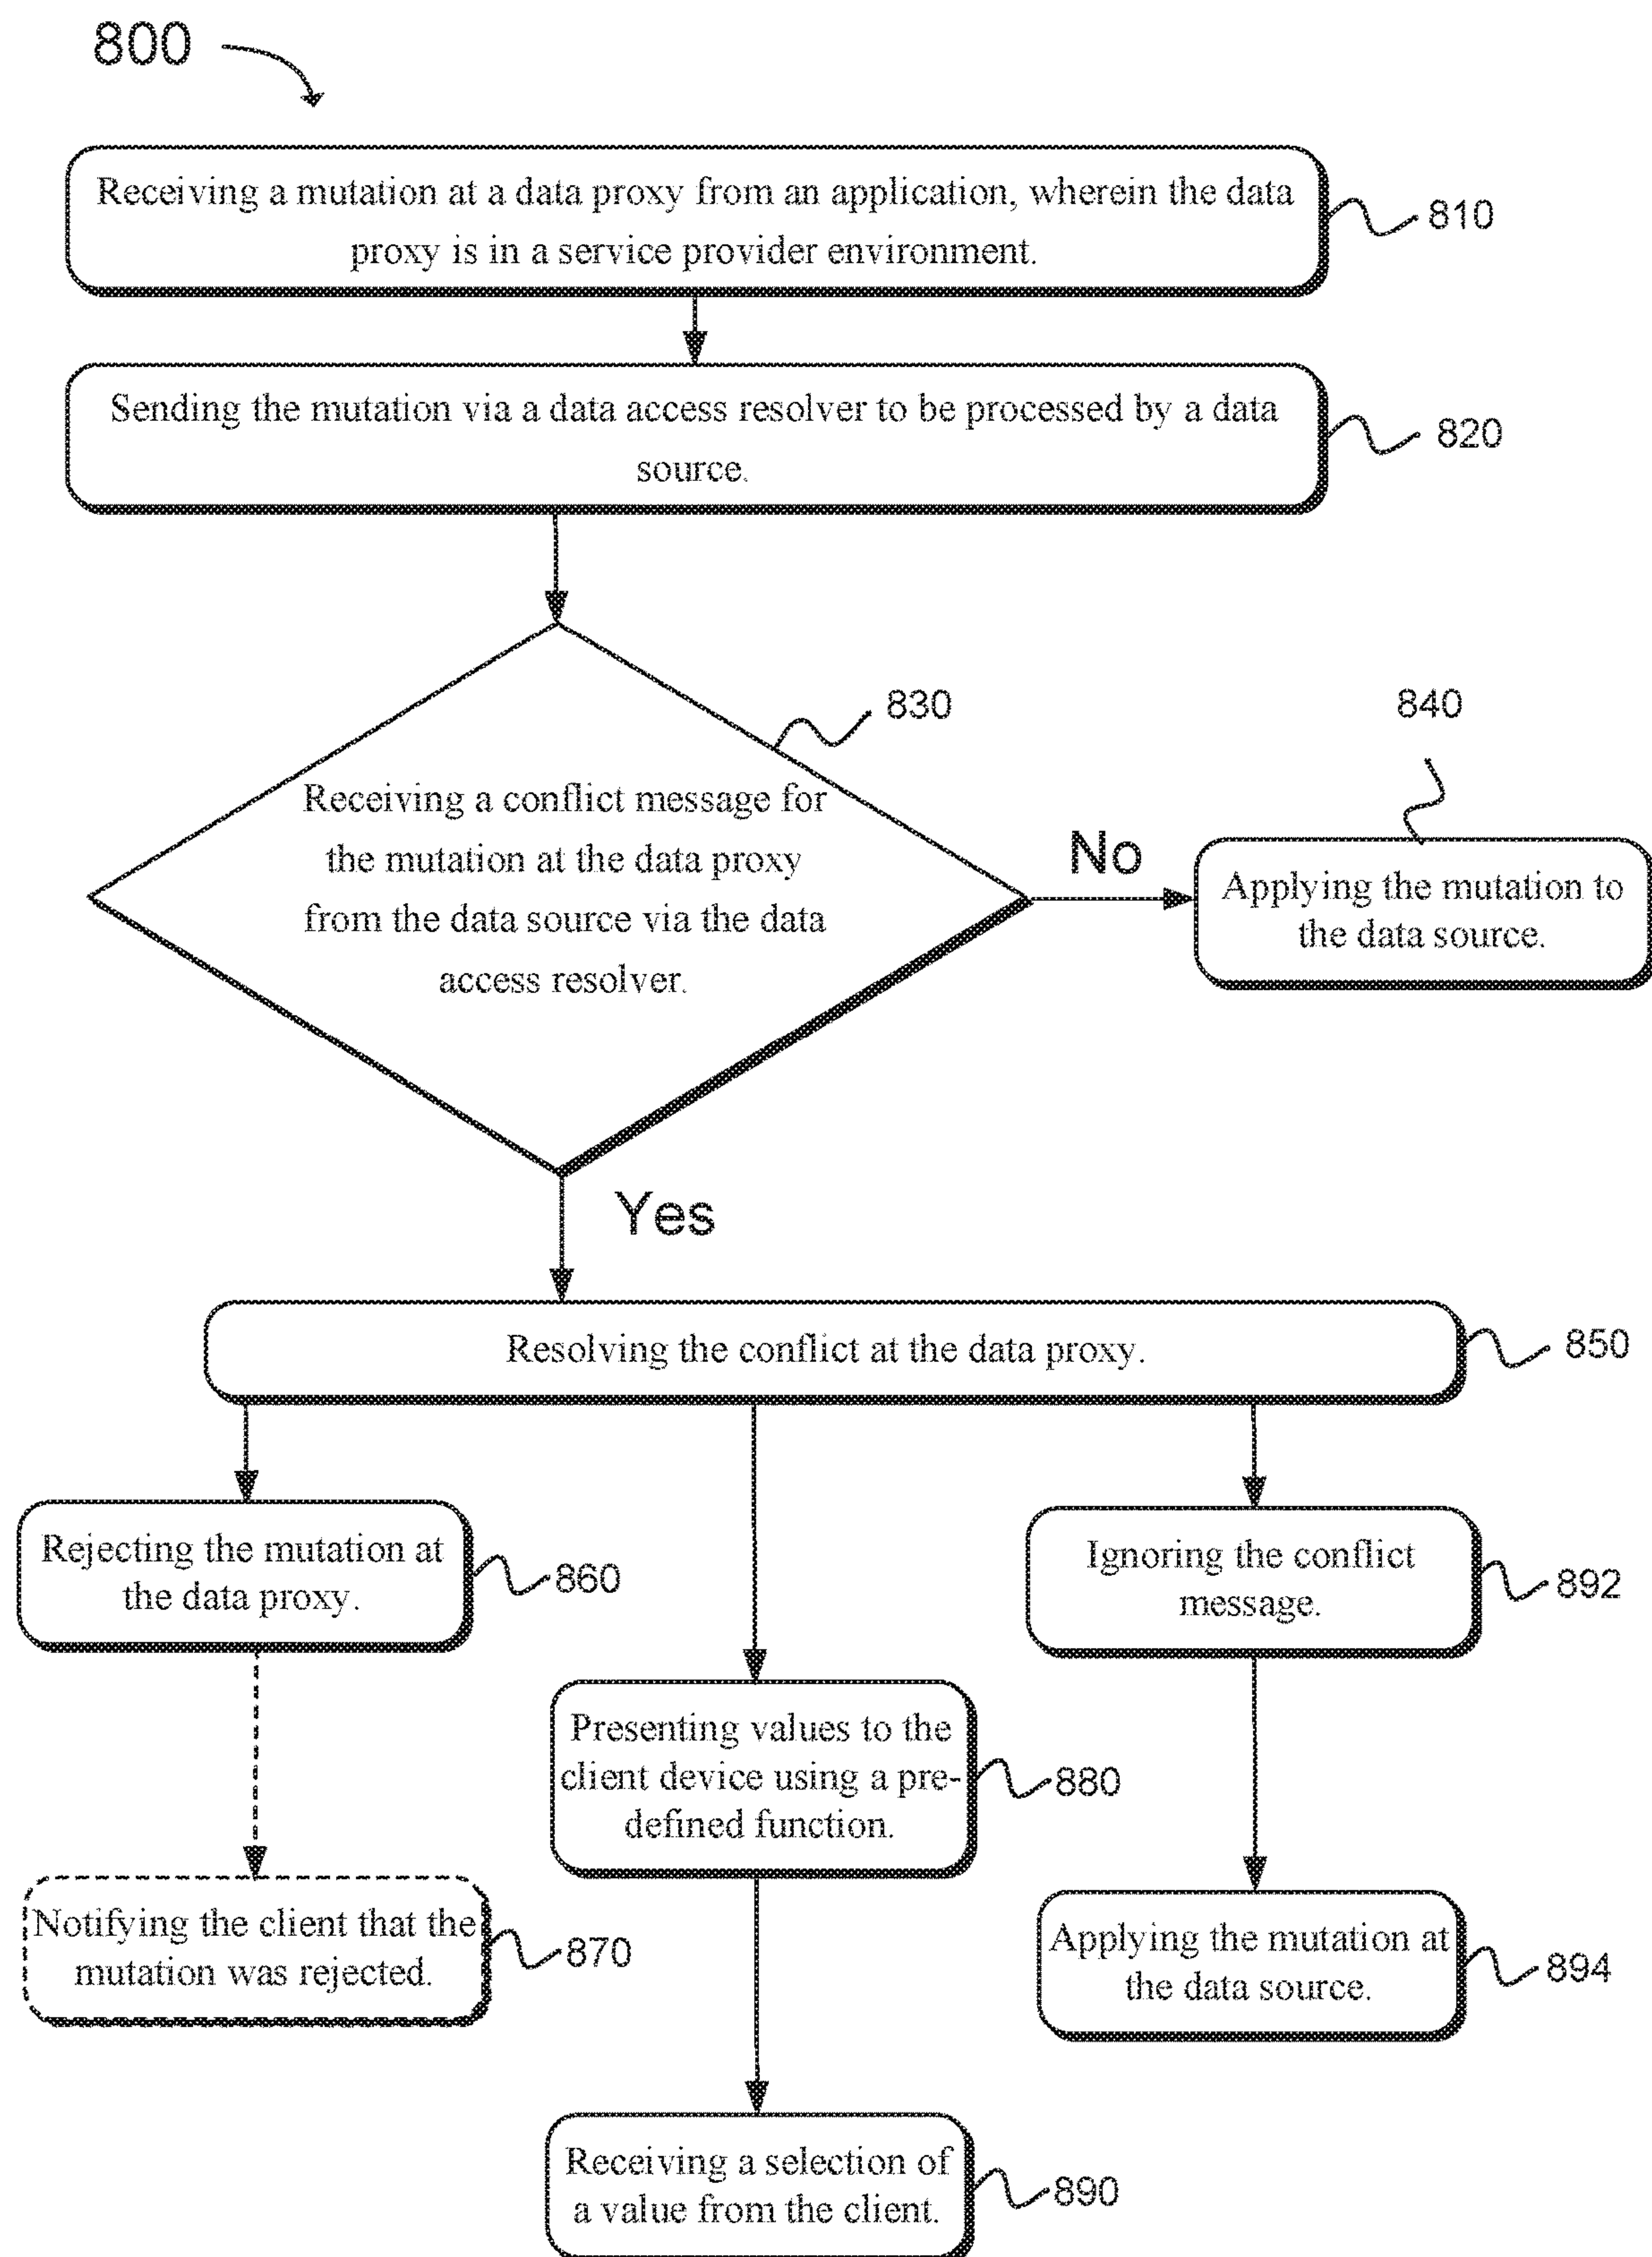 800
Receiving a mutation at a data proxy from an application, wherein the data
proxy is in a service provider environment.
810
Sending the mutation via a data access resolver to be processed by a data
source.
820
830
Receiving a conflict message for
the mutation at the data proxy
from the data source via the data
access resolver.
No
840
Applying the mutation to
the data source.
Yes
Resolving the conflict at the data proxy.
850
Rejecting the mutation at
the data proxy.
860
Ignoring the conflict
message.
892
Presenting values to the
client device using a pre-
defined function.
880
Notifying the client that the
mutation was rejected.
870
Applying the mutation at
the data source.
894
Receiving a selection of
a value from the client.
890